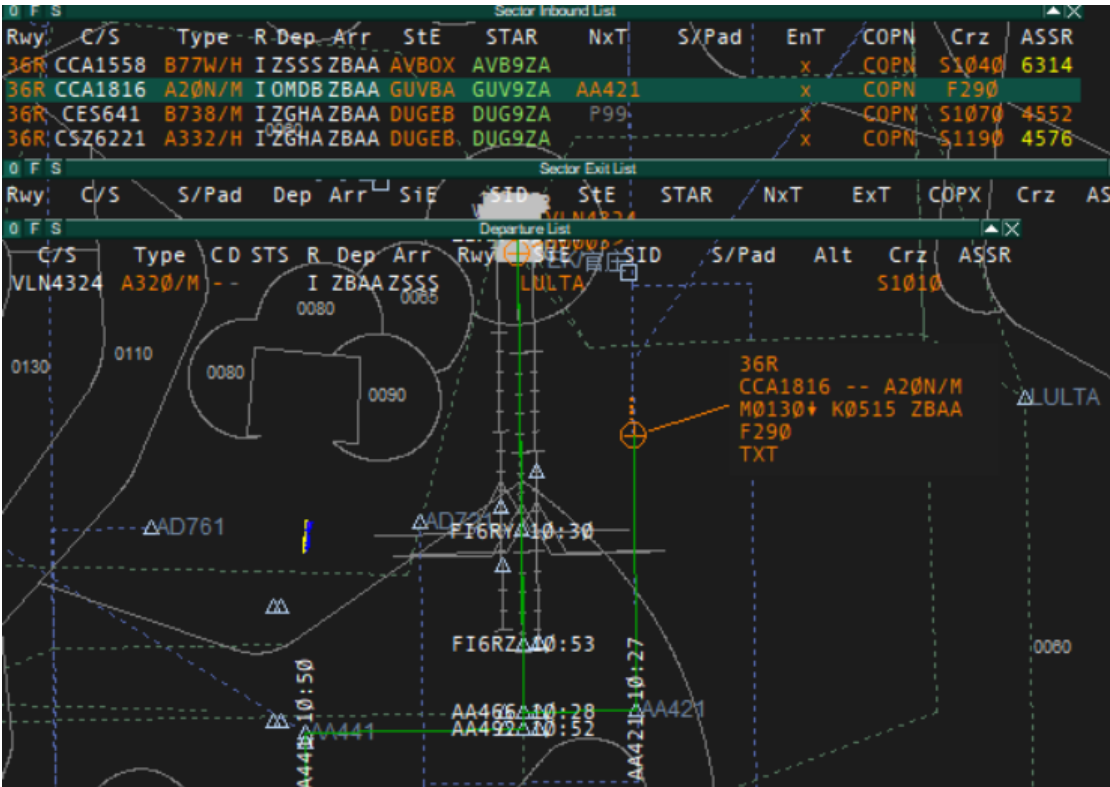 O F S Sector Inbound List
Rwy C/S Type R Dep Arr StE STAR NxT S/Pad EnT COPN Crz ASSR
36R CCA1558 B77W/H I ZSSS ZBAA AVBOX AVB9ZA x COPN S1040 6314
36R CCA1816 A20N/M I OMDB ZBAA GUVBA GUV9ZA AA421 x COPN F290
36R CES641 B738/M I ZGHA ZBAA DUGEB DUG9ZA P99 x COPN S1070 4552
36R CSZ6221 A332/H I ZGHA ZBAA DUGEB DUG9ZA x COPN S1190 4576
O F S Sector Exit List
Rwy C/S S/Pad Dep Arr SiE SID StE STAR NxT ExT COPX Crz AS
VLN4324
O F S Departure List
C/S Type C D STS R Dep Arr Rwy SiE SID S/Pad Alt Crz ASSR
VLN4324 A320/M - - I ZBAA ZSSS LULTA S1010
0065
0080
0130
0110
0080
0090
36R
CCA1816 -- A20N/M
M0130↓ K0515 ZBAA
F290
TXT
LULTA
AD761
FI6RY 10:30
FI6RZ 10:53
0060
AA466 10:28
AA421
AA492 10:52
AA441
10:50
AA421 10:27